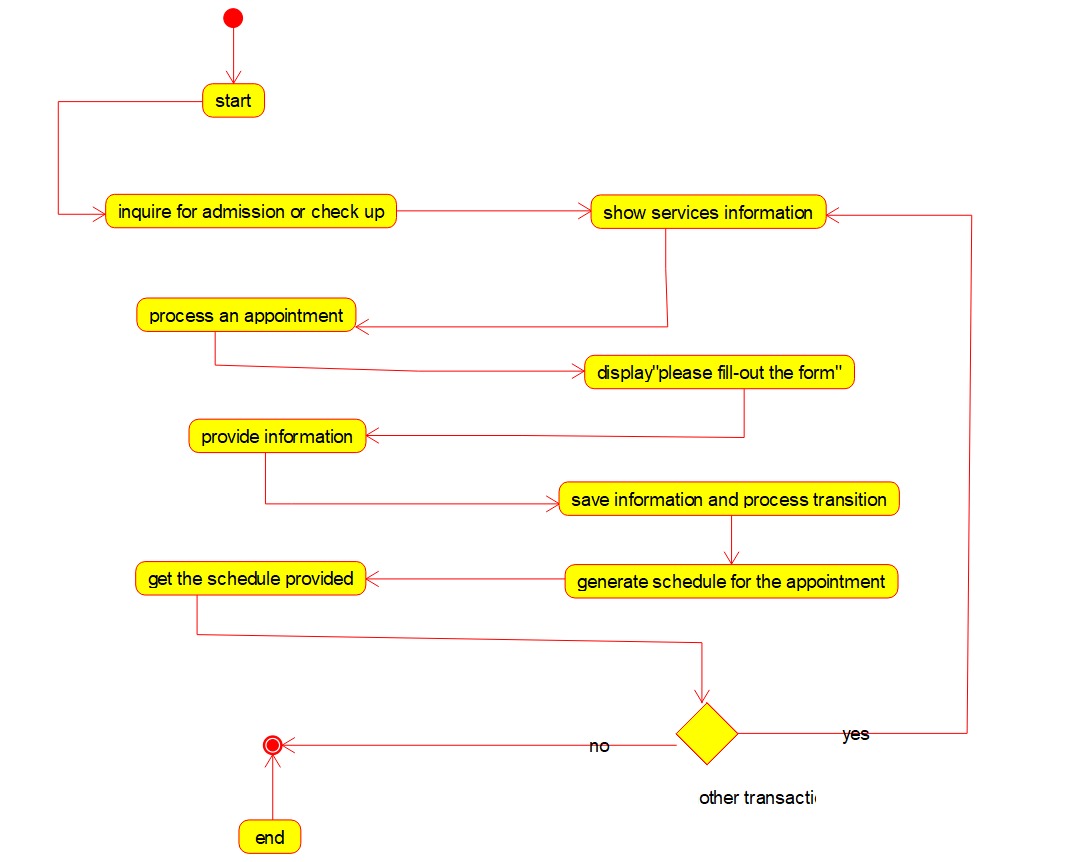 start
inquire for admission or check up
show services information
process an appointment
display"please fill-out the form"
provide information
save information and process transition
get the schedule provided
generate schedule for the appointment
yes
no
other transacti
end